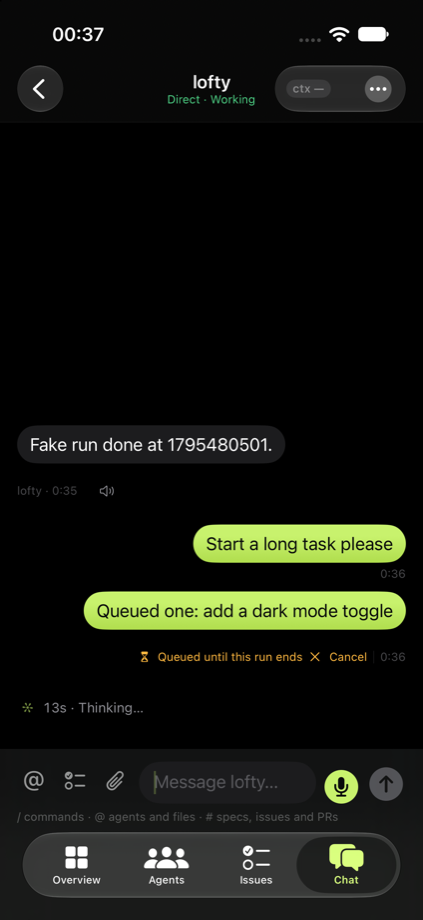 00:37
lofty
Direct · Working
ctx —
Fake run done at 1795480501.
lofty · 0:35
Start a long task please
0:36
Queued one: add a dark mode toggle
Queued until this run ends × Cancel 0:36
13s · Thinking...
@ Message lofty...
/ commands · @ agents and files · # specs, issues and PRs
Overview Agents Issues Chat